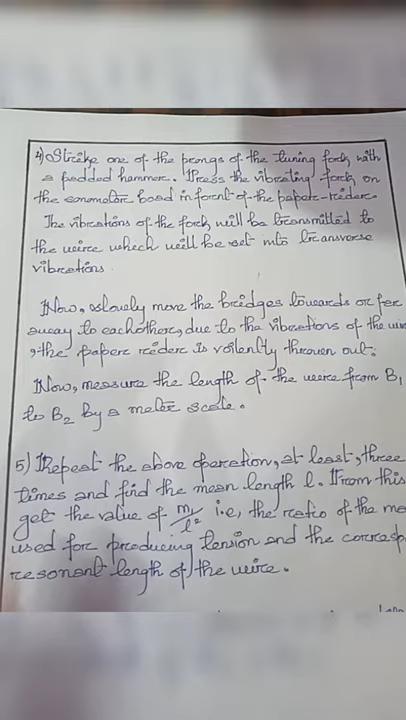 4) Strike one of the prongs of the tuning fork with
a padded hammer. Press the vibrating fork on
the sonometer board in foront of the paper-rider.
The vibrations of the fork will be transmitted to
the wire which will be set into transverse
vibrations.
Now, slowly move the bridges towards or far
away to eachother, due to the vibrations of the wi
, the paper rider is voilently thrown out.
Now, measure the length of the wire from B1
to B2 by a meter scale.
5) Repeat the above operation, at least, three
times and find the mean length l. From this
get the value of m/l² i.e, the ratio of the ma
used for producing tension and the corresp
resonant length of the wire.